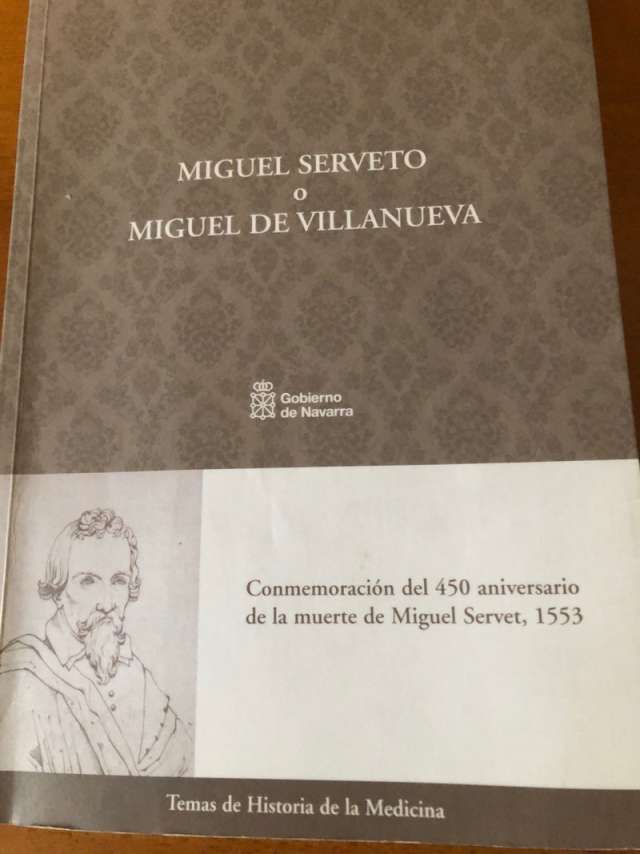 MIGUEL SERVETO
o
MIGUEL DE VILLANUEVA
Gobierno
de Navarra
Conmemoración del 450 aniversario
de la muerte de Miguel Servet, 1553
Temas de Historia de la Medicina